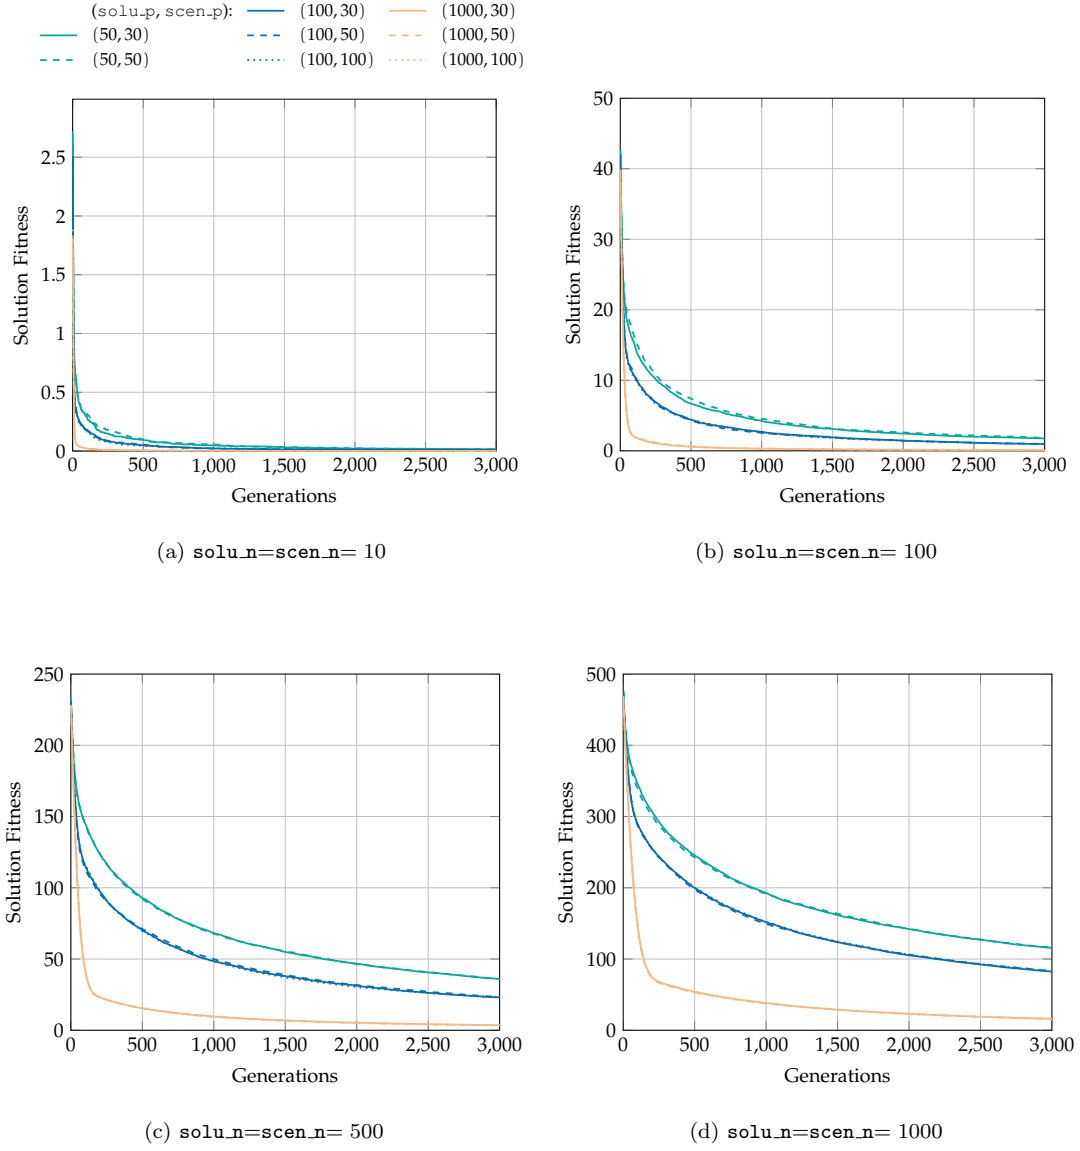 (solu_p, scen_p):
(50, 30)
(50, 50)
(100, 30)
(100, 50)
(100, 100)
(1000, 30)
(1000, 50)
(1000, 100)
2.5
2
1.5
1
0.5
0
0 500 1,000 1,500 2,000 2,500 3,000
Solution Fitness
Generations
(a) solu_n=scen_n= 10
50
40
30
20
10
0
0 500 1,000 1,500 2,000 2,500 3,000
Solution Fitness
Generations
(b) solu_n=scen_n= 100
250
200
150
100
50
0
0 500 1,000 1,500 2,000 2,500 3,000
Solution Fitness
Generations
(c) solu_n=scen_n= 500
500
400
300
200
100
0
0 500 1,000 1,500 2,000 2,500 3,000
Solution Fitness
Generations
(d) solu_n=scen_n= 1000